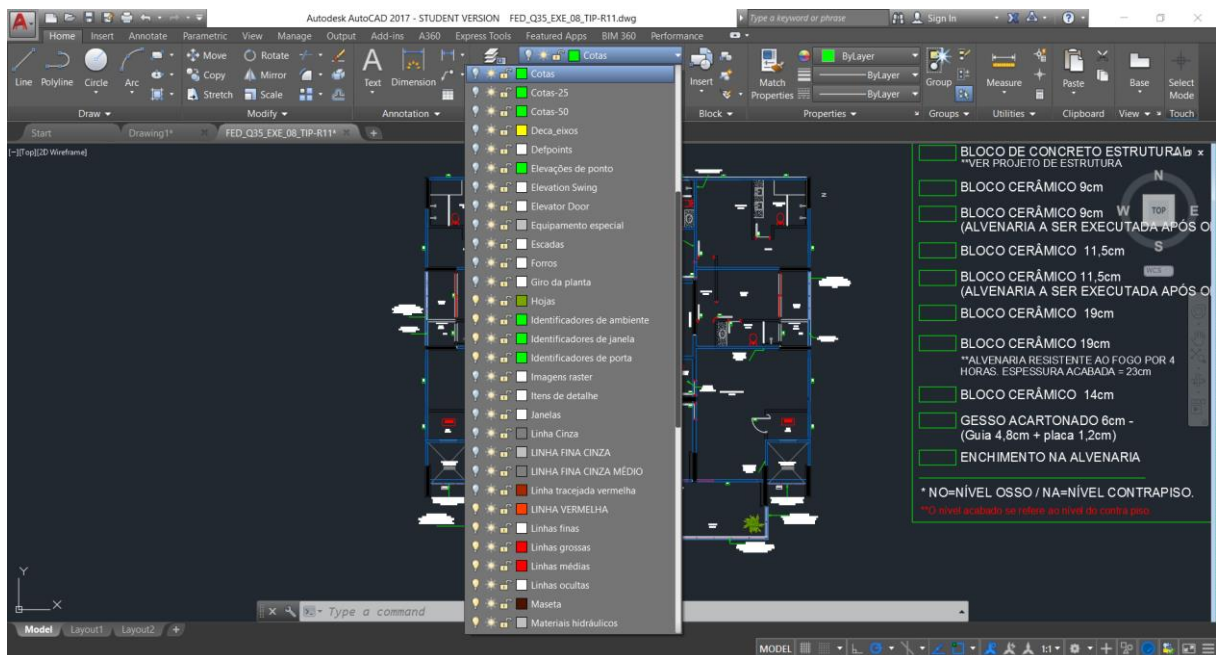 Autodesk AutoCAD 2017 - STUDENT VERSION FED_Q35_EXE_08_TIP-R11.dwg
Type a keyword or phrase
Sign In
Home Insert Annotate Parametric View Manage Output Add-ins A360 Express Tools Featured Apps BIM 360 Performance
Line Polyline Circle Arc
Move Rotate
Copy Mirror
Stretch Scale
Text Dimension
Cotas
Insert
Match Properties
ByLayer
ByLayer
ByLayer
Group
Measure
Paste
Base
Select Mode
Draw Modify Annotation Block Properties Groups Utilities Clipboard View Touch
Start Drawing1* FED_Q35_EXE_08_TIP-R11*
[-][Top][2D Wireframe]
Cotas
Cotas-25
Cotas-50
Deca_eixos
Defpoints
Elevações de ponto
Elevation Swing
Elevator Door
Equipamento especial
Escadas
Forros
Giro da planta
Hojas
Identificadores de ambiente
Identificadores de janela
Identificadores de porta
Imagens raster
Itens de detalhe
Janelas
Linha Cinza
LINHA FINA CINZA
LINHA FINA CINZA MÉDIO
Linha tracejada vermelha
LINHA VERMELHA
Linhas finas
Linhas grossas
Linhas médias
Linhas ocultas
Maseta
Materiais hidráulicos
BLOCO DE CONCRETO ESTRUTURAL
**VER PROJETO DE ESTRUTURA
BLOCO CERÂMICO 9cm
BLOCO CERÂMICO 9cm
(ALVENARIA A SER EXECUTADA APÓS O
BLOCO CERÂMICO 11,5cm
BLOCO CERÂMICO 11,5cm
(ALVENARIA A SER EXECUTADA APÓS O
BLOCO CERÂMICO 19cm
BLOCO CERÂMICO 19cm
**ALVENARIA RESISTENTE AO FOGO POR 4
HORAS. ESPESSURA ACABADA = 23cm
BLOCO CERÂMICO 14cm
GESSO ACARTONADO 6cm -
(Guia 4,8cm + placa 1,2cm)
ENCHIMENTO NA ALVENARIA
* NO=NÍVEL OSSO / NA=NÍVEL CONTRAPISO.
**O nível acabado se refere ao nível do contra piso.
N
W TOP E
S
WCS
Y
X
Type a command
Model Layout1 Layout2 +
MODEL 1:1